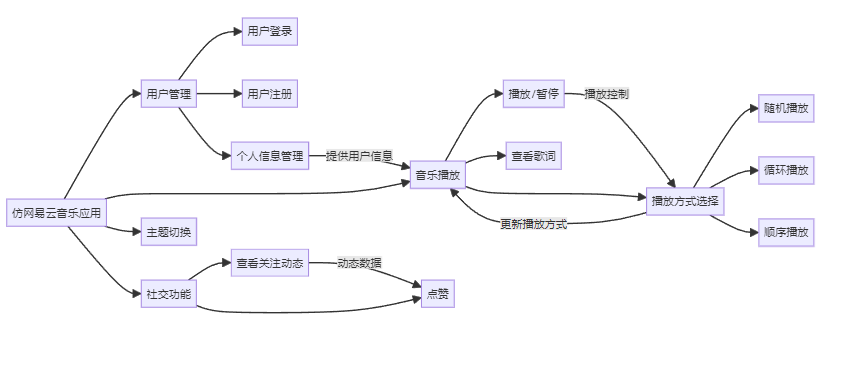 用户登录
用户管理
用户注册
播放/暂停
播放控制
随机播放
个人信息管理
提供用户信息
查看歌词
音乐播放
循环播放
仿网易云音乐应用
播放方式选择
更新播放方式
主题切换
顺序播放
查看关注动态
动态数据
社交功能
点赞